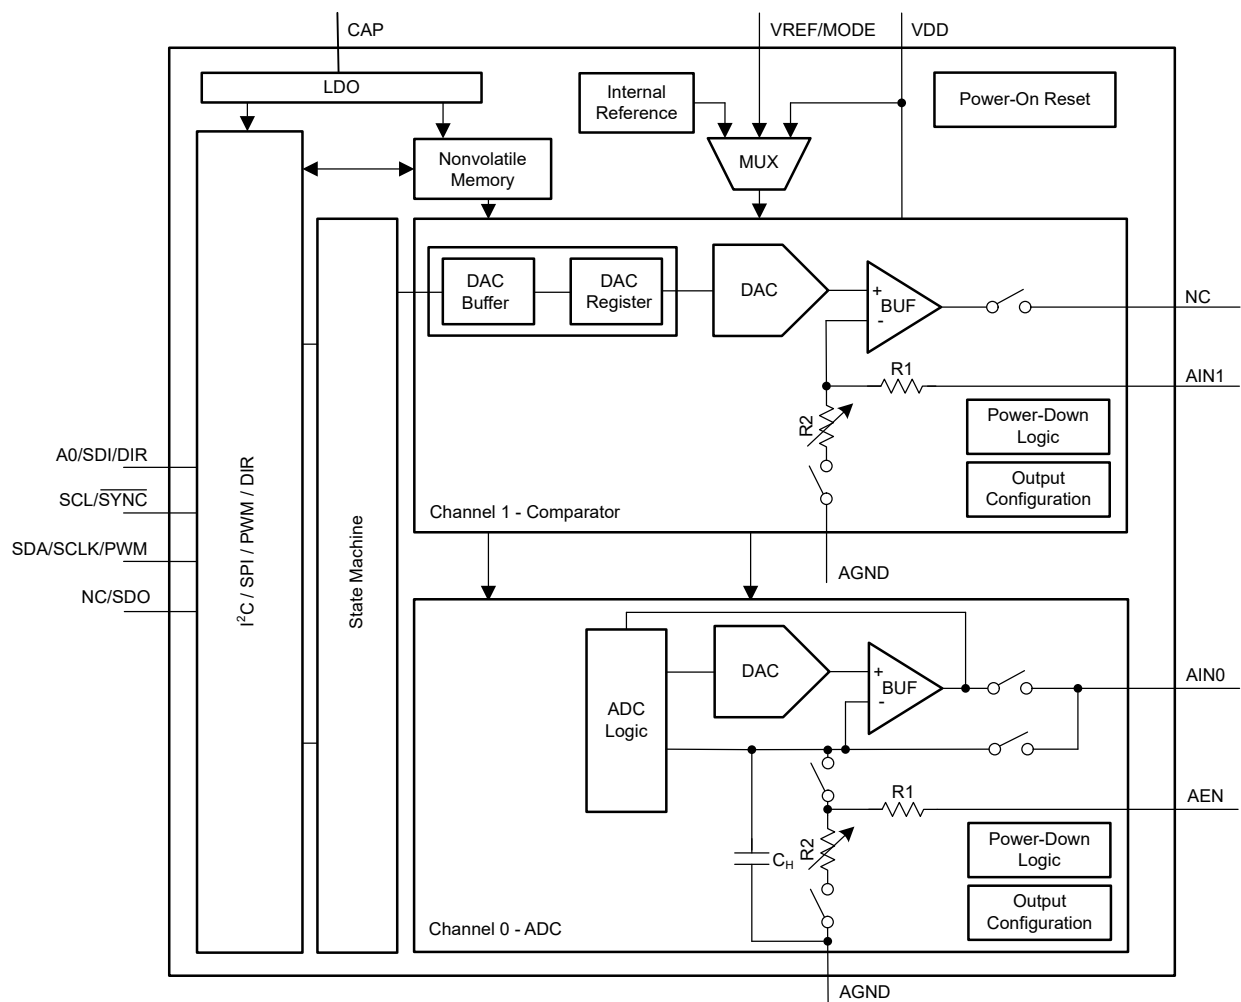 CAP
VREF/MODE
VDD
LDO
Internal
Reference
Power-On Reset
Nonvolatile
Memory
MUX
DAC
Buffer
DAC
Register
DAC
+
BUF
-
NC
R1
AIN1
R2
Power-Down
Logic
Output
Configuration
Channel 1 - Comparator
AGND
A0/SDI/DIR
SCL/SYNC
SDA/SCLK/PWM
NC/SDO
I²C / SPI / PWM / DIR
State Machine
ADC
Logic
DAC
+
BUF
-
AIN0
R1
AEN
CH
R2
Power-Down
Logic
Output
Configuration
Channel 0 - ADC
AGND